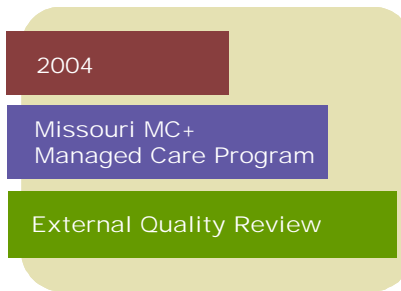 2004
Missouri MC+
Managed Care Program
External Quality Review